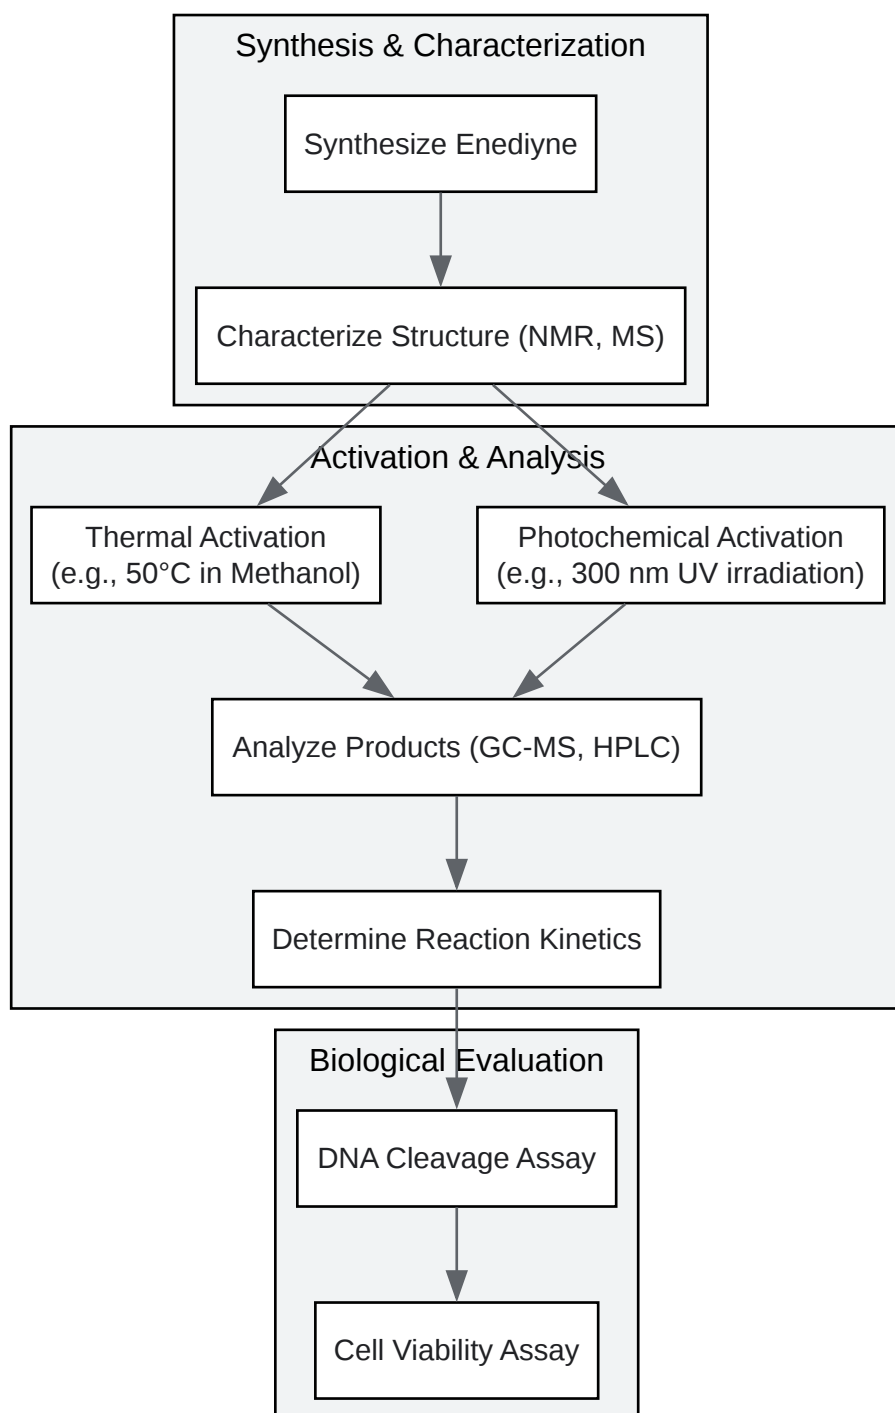 Synthesis & Characterization
Synthesize Enediyne
Characterize Structure (NMR, MS)
Activation & Analysis
Thermal Activation
(e.g., 50°C in Methanol)
Photochemical Activation
(e.g., 300 nm UV irradiation)
Analyze Products (GC-MS, HPLC)
Determine Reaction Kinetics
Biological Evaluation
DNA Cleavage Assay
Cell Viability Assay